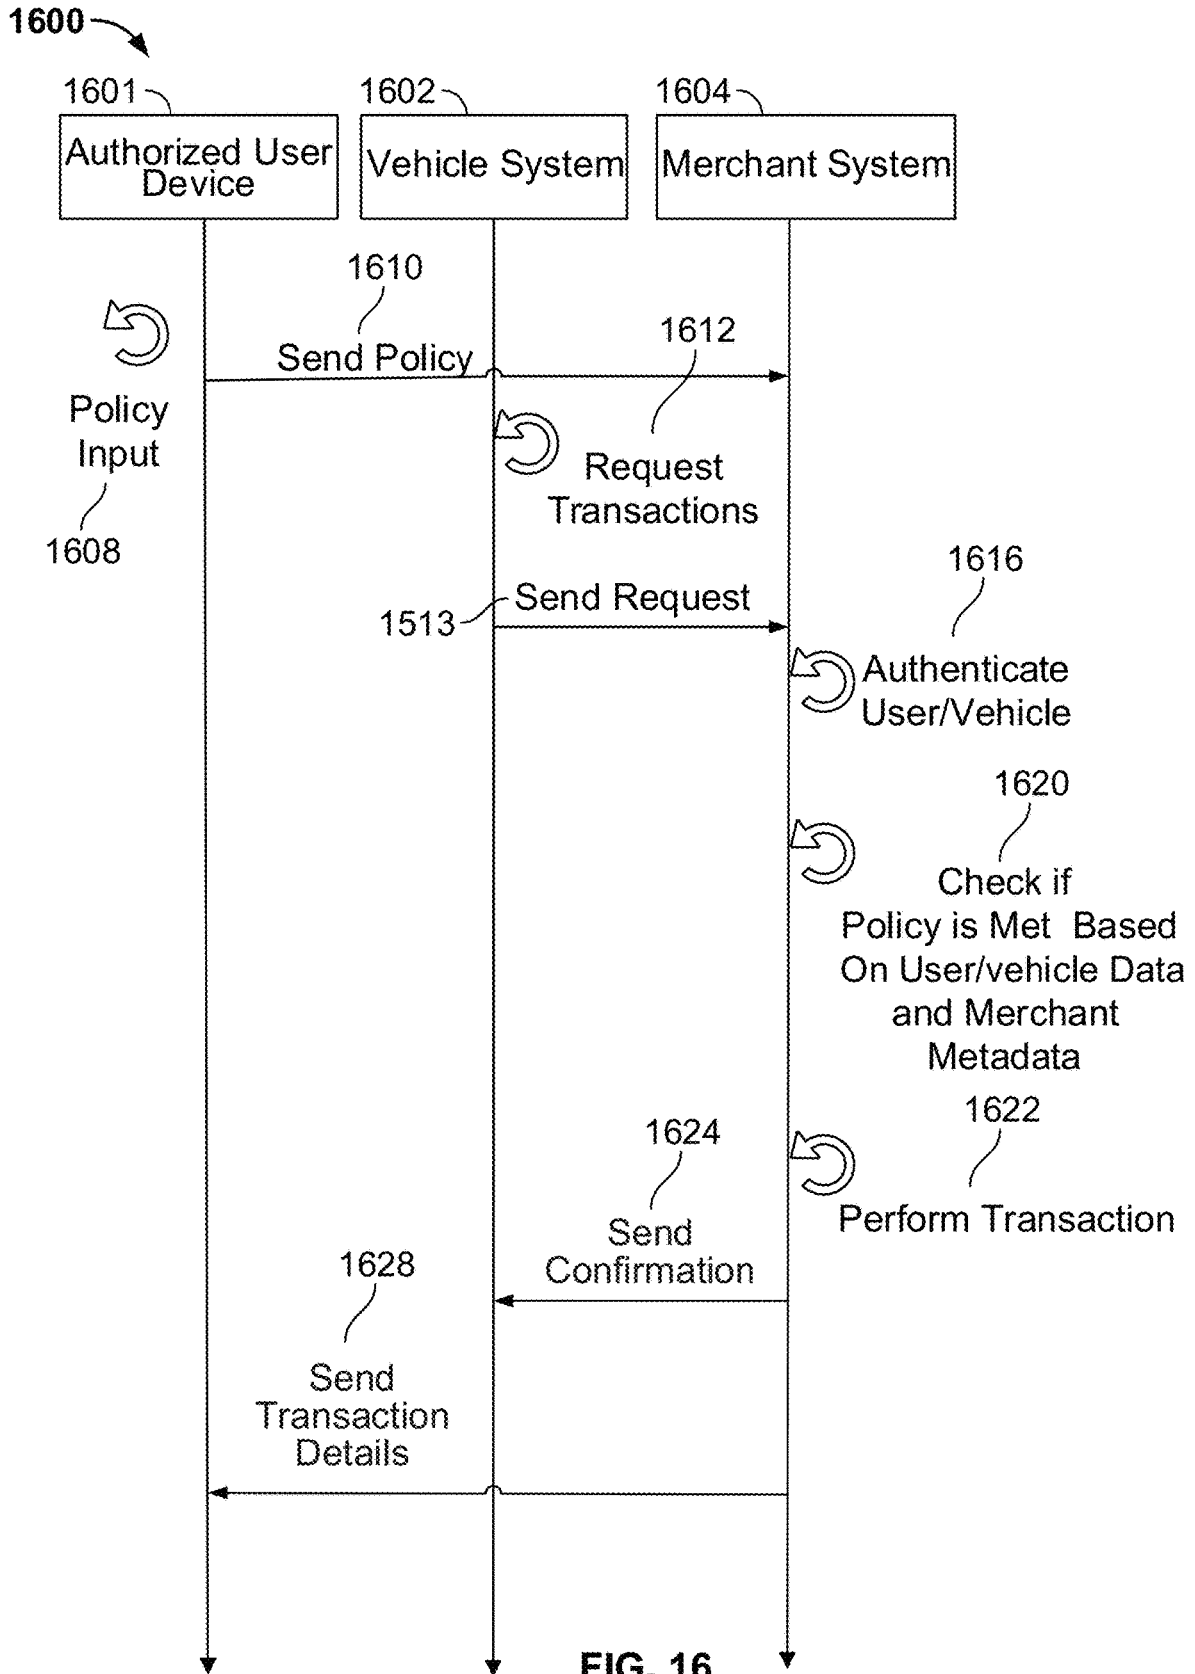 1600
1601
1602
1604
Authorized User
Device
Vehicle System
Merchant System
1610
1612
Send Policy
Policy
Input
1608
Request
Transactions
1513
Send Request
1616
Authenticate
User/Vehicle
1620
Check if
Policy is Met Based
On User/vehicle Data
and Merchant
Metadata
1622
Perform Transaction
1624
Send
Confirmation
1628
Send
Transaction
Details
FIG. 16